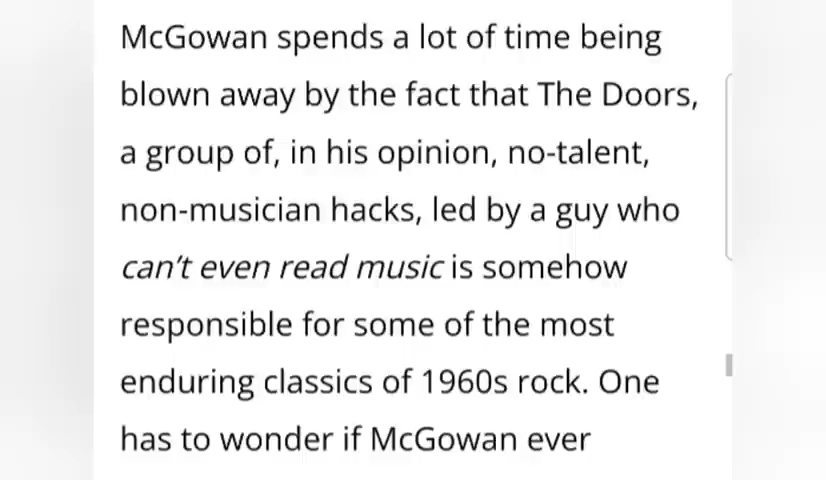 McGowan spends a lot of time being
blown away by the fact that The Doors,
a group of, in his opinion, no-talent,
non-musician hacks, led by a guy who
can't even read music is somehow
responsible for some of the most
enduring classics of 1960s rock. One
has to wonder if McGowan ever